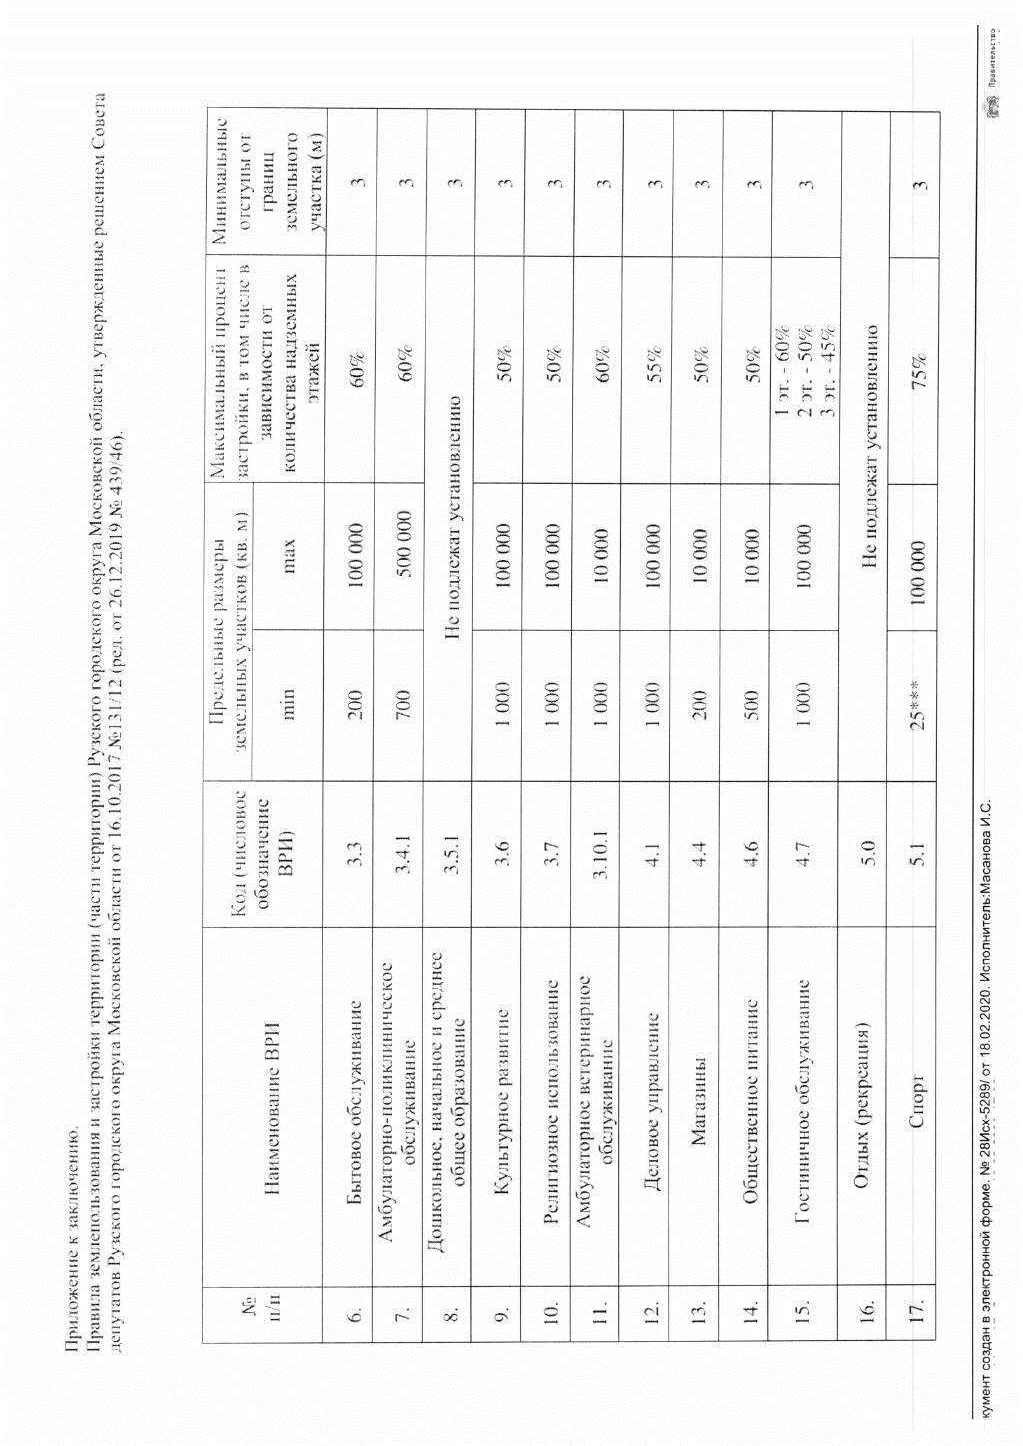 Приложение к заключению.
Правила землепользования и застройки территории (части территории) Рузского городского округа Московской области, утвержденные решением Совета
депутатов Рузского городского округа Московской области от 16.10.2017 №131/12 (ред. от 26.12.2019 № 439/46).
№ п/п
Наименование ВРИ
Код (числовое обозначение ВРИ)
Предельные размеры земельных участков (кв. м)
min
max
Максимальный процент застройки, в том числе в зависимости от количества надземных этажей
Минимальные отступы от границ земельного участка (м)
6. Бытовое обслуживание 3.3 200 100 000 60% 3
7. Амбулаторно-поликлиническое обслуживание 3.4.1 700 500 000 60% 3
8. Дошкольное, начальное и среднее общее образование 3.5.1 Не подлежат установлению 3
9. Культурное развитие 3.6 1 000 100 000 50% 3
10. Религиозное использование 3.7 1 000 100 000 50% 3
11. Амбулаторное ветеринарное обслуживание 3.10.1 1 000 10 000 60% 3
12. Деловое управление 4.1 1 000 100 000 55% 3
13. Магазины 4.4 200 10 000 50% 3
14. Общественное питание 4.6 500 10 000 50% 3
15. Гостиничное обслуживание 4.7 1 000 100 000 1 эт. - 60% 2 эт. - 50% 3 эт. - 45% 3
16. Отдых (рекреация) 5.0 Не подлежат установлению
17. Спорт 5.1 25*** 100 000 75% 3
кумент создан в электронной форме. № 28Исх-5289/ от 18.02.2020. Исполнитель:Масанова И.С.
Правительство